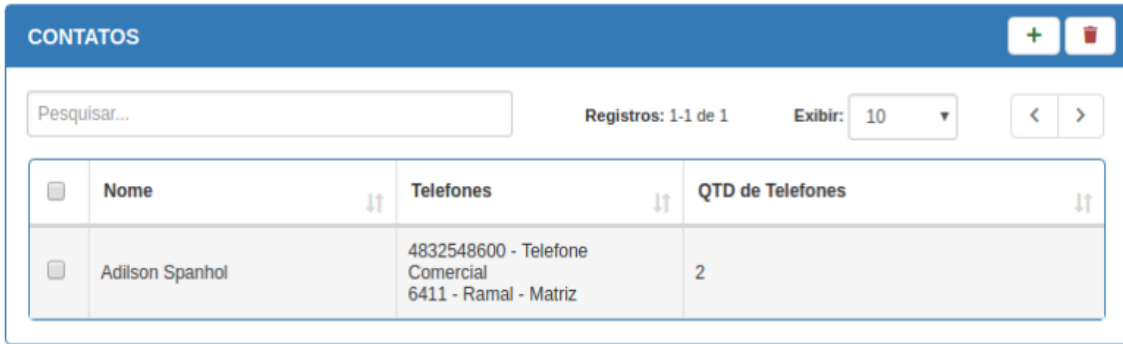 CONTATOS
Pesquisar...
Registros: 1-1 de 1
Exibir: 10
Nome
Telefones
QTD de Telefones
Adilson Spanhol
4832548600 - Telefone
Comercial
6411 - Ramal - Matriz
2